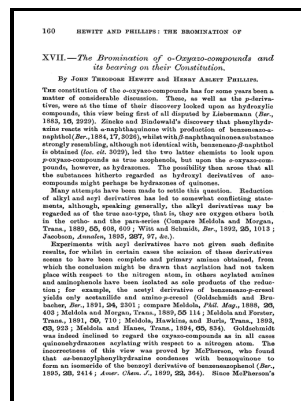 160 HEWITT AND PHILLIPS: THE BROMINATION OF
XVII.—The Bromination of o-Oxyazo-compounds and
its bearing on their Constitution.
By JOHN THEODORE HEWITT and HENRY ABLETT PHILLIPS.
THE constitution of the o-oxyazo-compounds has for some years been a
matter of considerable discussion. These, as well as the p-deriva-
tives, were at the time of their discovery looked upon as hydroxylic
compounds, this view being first of all disputed by Liebermann (Ber.,
1883, 16, 2929). Zincke and Bindewald's discovery that phenylhydr-
azine reacts with α-naphthaquinone with production of benzeneazo-α-
naphthol (Ber., 1884, 17, 3026), whilst with β-naphthaquinone a substance
strongly resembling, although not identical with, benzeneazo-β-naphthol
is obtained (loc. cit. 3029), led the two latter chemists to look upon
p-oxyazo-compounds as true azophenols, but upon the o-oxyazo-com-
pounds, however, as hydrazones. The possibility then arose that all
the substances hitherto regarded as hydroxyl derivatives of azo-
compounds might perhaps be hydrazones of quinones.
Many attempts have been made to settle this question. Reduction
of alkyl and acyl derivatives has led to somewhat conflicting state-
ments, although, speaking generally, the alkyl derivatives may be
regarded as of the true azo-type, that is, they are oxygen ethers both
in the ortho- and the para-series (Compare Meldola and Morgan,
Trans., 1889, 55, 608, 609 ; Witt and Schmidt, Ber., 1892, 25, 1013 ;
Jacobson, Annalen, 1895, 287, 97, &c.).
Experiments with acyl derivatives have not given such definite
results, for whilst in certain cases the scission of these derivatives
seems to have been complete and primary amines obtained, from
which the conclusion might be drawn that acylation had not taken
place with respect to the nitrogen atom, in others acylated amines
and aminophenols have been isolated as sole products of the reduc-
tion ; for example, the acetyl derivative of benzeneazo-p-cresol
yields only acetanilide and amino-p-cresol (Goldschmidt and Bru-
bacher, Ber., 1891, 24, 2301 ; compare Meldola, Phil. Mag., 1888, 26,
403 ; Meldola and Morgan, Trans., 1889, 55 114 ; Meldola and Forster,
Trans., 1891, 59, 710 ; Meldola, Hawkins, and Burls, Trans., 1893,
63, 923 ; Meldola and Hanes, Trans., 1894, 65, 834). Goldschmidt
was indeed inclined to regard the oxyazo-compounds as in all cases
quinonehydrazones acylating with respect to a nitrogen atom. The
incorrectness of this view was proved by McPherson, who found
that as-benzoylphenylhydrazine condenses with benzoquinone to
form an isomeride of the benzoyl derivative of benzeneazophenol (Ber.,
1895, 28, 2414 ; Amer. Chem. J., 1899, 22, 364). Since McPherson's